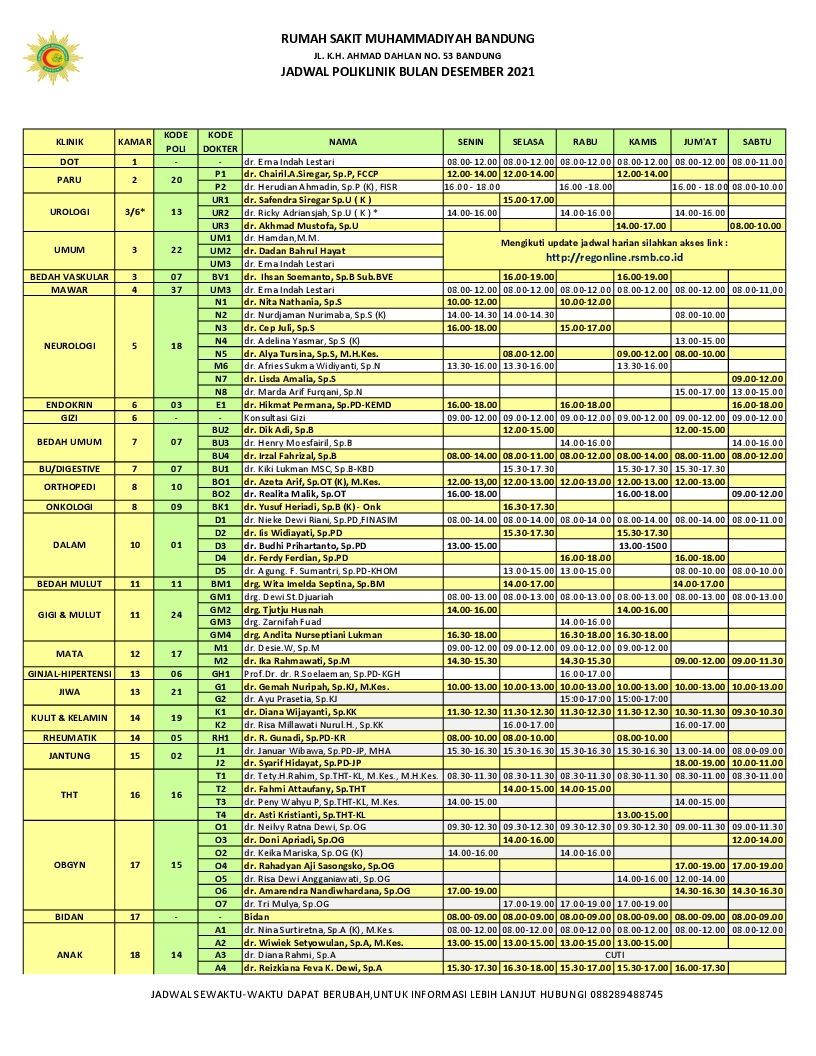 RUMAH SAKIT MUHAMMADIYAH BANDUNG
JL. K.H. AHMAD DAHLAN NO. 53 BANDUNG
JADWAL POLIKLINIK BULAN DESEMBER 2021
KLINIK KAMAR KODE POLI KODE DOKTER NAMA SENIN SELASA RABU KAMIS JUM'AT SABTU
DOT 1 - - dr. Erna Indah Lestari 08.00-12.00 08.00-12.00 08.00-12.00 08.00-12.00 08.00-12.00 08.00-11.00
PARU 2 20 P1 dr. Chairil.A.Siregar, Sp.P, FCCP 12.00-14.00 12.00-14.00 12.00-14.00
P2 dr. Herudian Ahmadin, Sp.P (K), FISR 16.00 - 18.00 16.00 -18.00 16.00 - 18.00 08.00-10.00
UROLOGI 3/6* 13 UR1 dr. Safendra Siregar Sp.U ( K ) 15.00-17.00
UR2 dr. Ricky Adriansjah, Sp.U ( K ) * 14.00-16.00 14.00-16.00 14.00-16.00
UR3 dr. Akhmad Mustofa, Sp.U 14.00-17.00 08.00-10.00
UMUM 3 22 UM1 dr. Hamdan,M.M.
UM2 dr. Dadan Bahrul Hayat
UM3 dr. Erna Indah Lestari
Mengikuti update jadwal harian silahkan akses link :
http://regonline.rsmb.co.id
BEDAH VASKULAR 3 07 BV1 dr. Ihsan Soemanto, Sp.B Sub.BVE 16.00-19.00 16.00-19.00
MAWAR 4 37 UM3 dr. Erna Indah Lestari 08.00-12.00 08.00-12.00 08.00-12.00 08.00-12.00 08.00-12.00 08.00-11,00
NEUROLOGI 5 18 N1 dr. Nita Nathania, Sp.S 10.00-12.00 10.00-12.00
N2 dr. Nurdjaman Nurimaba, Sp.S (K) 14.00-14.30 14.00-14.30 08.00-10.00
N3 dr. Cep Juli, Sp.S 16.00-18.00 15.00-17.00
N4 dr. Adelina Yasmar, Sp.S (K) 13.00-15.00
N5 dr. Alya Tursina, Sp.S, M.H.Kes. 08.00-12.00 09.00-12.00 08.00-10.00
M6 dr. Afries Sukma Widiyanti, Sp.N 13.30-16.00 13.30-16.00 13.30-16.00
N7 dr. Lisda Amalia, Sp.S 09.00-12.00
N8 dr. Marda Arif Furqani, Sp.N 15.00-17.00 13.00-15.00
ENDOKRIN 6 03 E1 dr. Hikmat Permana, Sp.PD-KEMD 16.00-18.00 16.00-18.00 16.00-18.00
GIZI 6 - - Konsultasi Gizi 09.00-12.00 09.00-12.00 09.00-12.00 09.00-12.00 09.00-12.00 09.00-12.00
BEDAH UMUM 7 07 BU2 dr. Dik Adi, Sp.B 12.00-15.00 12.00-15.00
BU3 dr. Henry Moesfairil, Sp.B 14.00-16.00 14.00-16.00
BU4 dr. Irzal Fahrizal, Sp.B 08.00-14.00 08.00-11.00 08.00-12.00 08.00-14.00 08.00-11.00 08.00-12.00
BU/DIGESTIVE 7 07 BU1 dr. Kiki Lukman MSC, Sp.B-KBD 15.30-17.30 15.30-17.30 15.30-17.30
ORTHOPEDI 8 10 BO1 dr. Azeta Arif, Sp.OT (K), M.Kes. 12.00-13,00 12.00-13.00 12.00-13.00 12.00-13.00 12.00-13.00
BO2 dr. Realita Malik, Sp.OT 16.00-18.00 16.00-18.00 09.00-12.00
ONKOLOGI 8 09 BK1 dr. Yusuf Heriadi, Sp.B (K) - Onk 16.30-17.30
DALAM 10 01 D1 dr. Nieke Dewi Riani, Sp.PD,FINASIM 08.00-14.00 08.00-14.00 08.00-14.00 08.00-14.00 08.00-14.00 08.00-11.00
D2 dr. Iis Widiayati, Sp.PD 15.30-17.30 15.30-17.30
D3 dr. Budhi Prihartanto, Sp.PD 13.00-15.00 13.00-1500
D4 dr. Ferdy Ferdian, Sp.PD 16.00-18.00 16.00-18.00
D5 dr. Agung. F. Sumantri, Sp.PD-KHOM 13.00-15.00 13.00-15.00 08.00-10.00 08.00-10.00
BEDAH MULUT 11 11 BM1 drg. Wita Imelda Septina, Sp.BM 14.00-17.00 14.00-17.00
GIGI & MULUT 11 24 GM1 drg. Dewi.St.Djuariah 08.00-13.00 08.00-13.00 08.00-13.00 08.00-13.00 08.00-13.00 08.00-13.00
GM2 drg. Tjutju Husnah 14.00-16.00 14.00-16.00
GM3 drg. Zarnifah Fuad 14.00-16.00
GM4 drg. Andita Nurseptiani Lukman 16.30-18.00 16.30-18.00 16.30-18.00
MATA 12 17 M1 dr. Desie.W, Sp.M 09.00-12.00 09.00-12.00 09.00-12.00 09.00-12.00
M2 dr. Ika Rahmawati, Sp.M 14.30-15.30 14.30-15.30 09.00-12.00 09.00-11.30
GINJAL-HIPERTENSI 13 06 GH1 Prof.Dr. dr. R.Soelaeman, Sp.PD-KGH 16.00-17.00
JIWA 13 21 G1 dr. Gemah Nuripah, Sp.KJ, M.Kes. 10.00-13.00 10.00-13.00 10.00-13.00 10.00-13.00 10.00-13.00 10.00-13.00
G2 dr. Ayu Prasetia, Sp.KJ 15:00-17:00 15:00-17:00
KULIT & KELAMIN 14 19 K1 dr. Diana Wijayanti, Sp.KK 11.30-12.30 11.30-12.30 11.30-12.30 11.30-12.30 10.30-11.30 09.30-10.30
K2 dr. Risa Millawati Nurul.H., Sp.KK 16.00-17.00 16.00-17.00
RHEUMATIK 14 05 RH1 dr. R. Gunadi, Sp.PD-KR 08.00-10.00 08.00-10.00 08.00-10.00
JANTUNG 15 02 J1 dr. Januar Wibawa, Sp.PD-JP, MHA 15.30-16.30 15.30-16.30 15.30-16.30 15.30-16.30 13.00-14.00 08.00-09.00
J2 dr. Syarif Hidayat, Sp.PD-JP 18.00-19.00 10.00-11.00
THT 16 16 T1 dr. Tety.H.Rahim, Sp.THT-KL, M.Kes., M.H.Kes. 08.30-11.30 08.30-11.30 08.30-11.30 08.30-11.30 08.30-11.00 08.30-11.00
T2 dr. Fahmi Attaufany, Sp.THT 14.00-15.00 14.00-15.00
T3 dr. Peny Wahyu P, Sp.THT-KL, M.Kes. 14.00-15.00 14.00-15.00
T4 dr. Asti Kristianti, Sp.THT-KL 13.00-15.00
OBGYN 17 15 O1 dr. Neilvy Ratna Dewi, Sp.OG 09.30-12.30 09.30-12.30 09.30-12.30 09.30-12.30 09.00-11.30 09.00-11.30
O3 dr. Doni Apriadi, Sp.OG 14.00-16.00 12.00-14.00
O2 dr. Keika Mariska, Sp.OG (K) 14.00-16.00 14.00-16.00
O4 dr. Rahadyan Aji Sasongsko, Sp.OG 17.00-19.00 17.00-19.00
O5 dr. Risa Dewi Angganiawati, Sp.OG 14.00-16.00 12.00-14.00
O6 dr. Amarendra Nandiwhardana, Sp.OG 17.00-19.00 14.30-16.30 14.30-16.30
O7 dr. Tri Mulya, Sp.OG 17.00-19.00 17.00-19.00 17.00-19.00
BIDAN 17 - - Bidan 08.00-09.00 08.00-09.00 08.00-09.00 08.00-09.00 08.00-09.00 08.00-09.00
ANAK 18 14 A1 dr. Nina Surtiretna, Sp.A (K), M.Kes. 08.00-12.00 08.00-12.00 08.00-12.00 08.00-12.00 08.00-12.00 08.00-12.00
A2 dr. Wiwiek Setyowulan, Sp.A, M.Kes. 13.00-15.00 13.00-15.00 13.00-15.00 13.00-15.00
A3 dr. Diana Rahmi, Sp.A CUTI
A4 dr. Reizkiana Feva K. Dewi, Sp.A 15.30-17.30 16.30-18.00 15.30-17.00 15.30-17.00 16.00-17.30
JADWAL SEWAKTU-WAKTU DAPAT BERUBAH,UNTUK INFORMASI LEBIH LANJUT HUBUNGI 088289488745